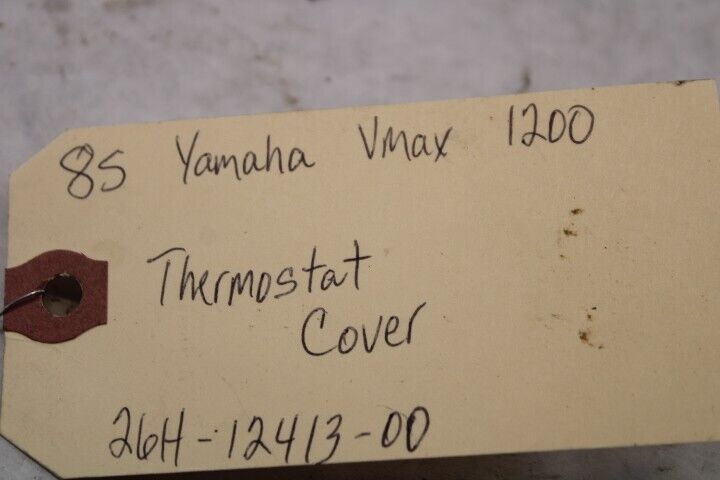 85 Yamaha Vmax 1200
Thermostat
Cover
26H-12413-00